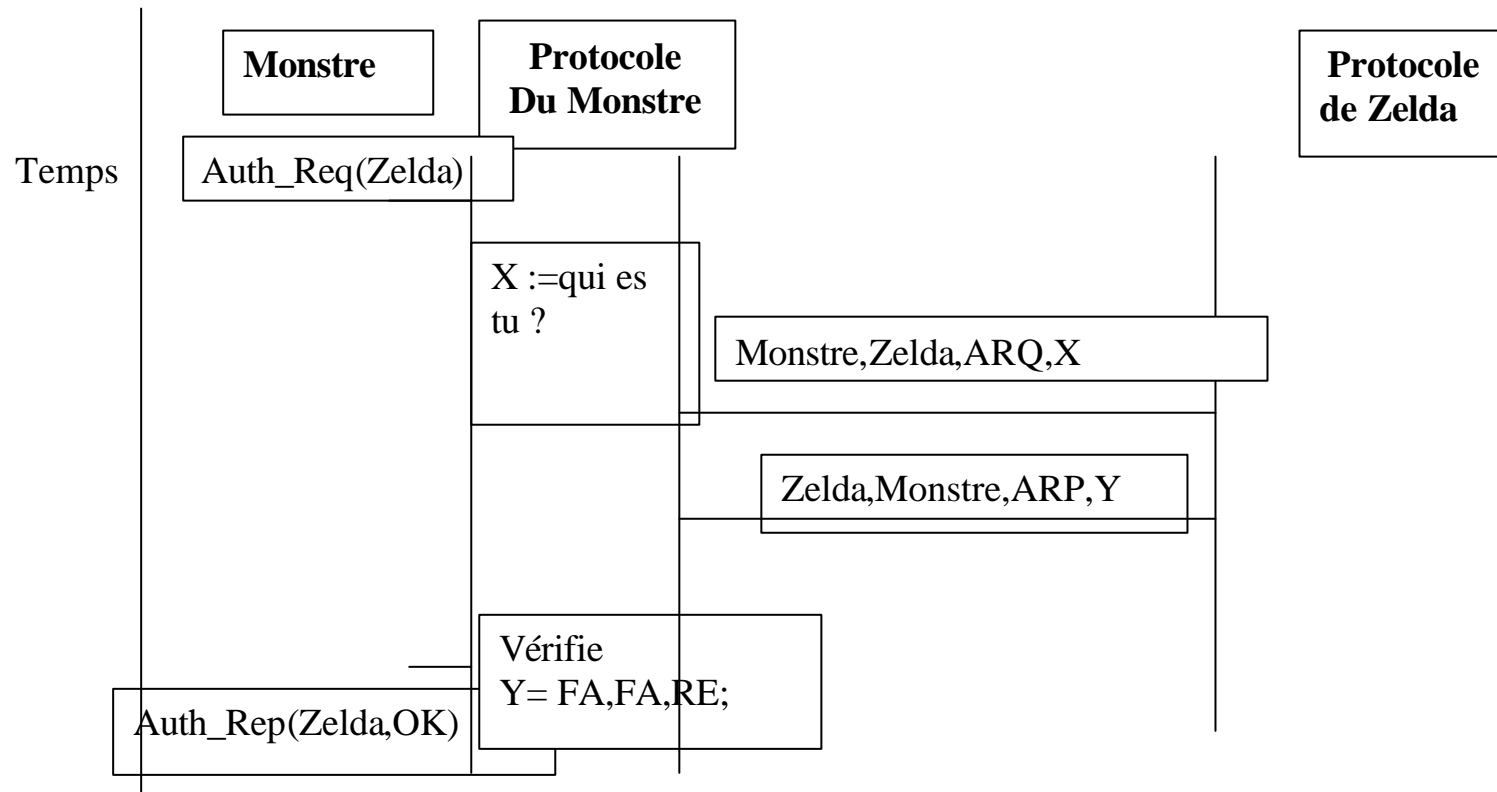 Monstre
Protocole
Du Monstre
Protocole
de Zelda
Temps
Auth_Req(Zelda)
X :=qui es
tu ?
Monstre,Zelda,ARQ,X
Zelda,Monstre,ARP,Y
Vérifie
Y= FA,FA,RE;
Auth_Rep(Zelda,OK)